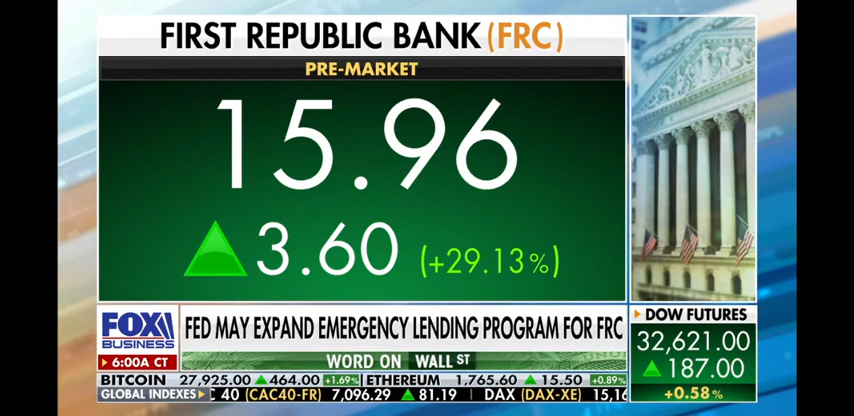 FIRST REPUBLIC BANK (FRC)
PRE-MARKET
15.96
▲ 3.60 (+29.13%)
FOX
BUSINESS
6:00A CT
FED MAY EXPAND EMERGENCY LENDING PROGRAM FOR FRC
WORD ON WALL ST
DOW FUTURES
32,621.00
▲ 187.00
+0.58%
BITCOIN 27,925.00 ▲ 464.00 +1.69% ETHEREUM 1,765.60 ▲ 15.50 +0.89%
GLOBAL INDEXES 40 (CAC40-FR) 7,096.29 ▲ 81.19 DAX (DAX-XE) 15,16